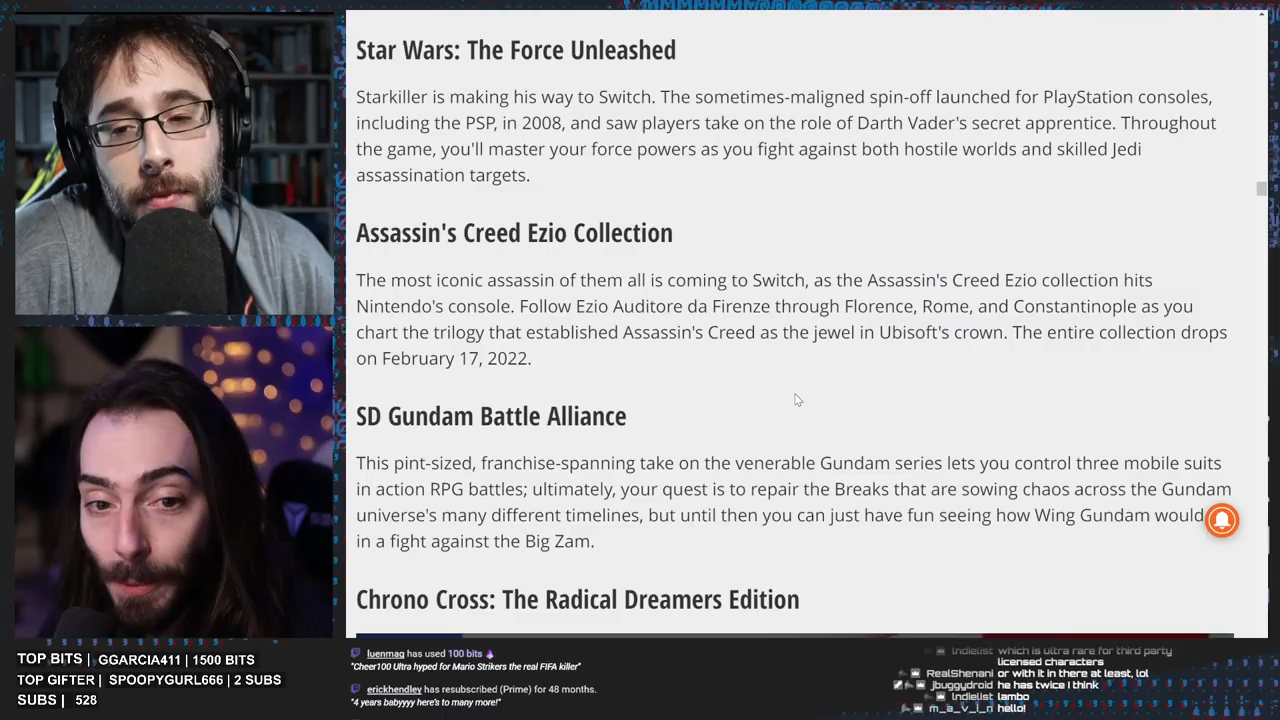 Star Wars: The Force Unleashed
Starkiller is making his way to Switch. The sometimes-maligned spin-off launched for PlayStation consoles,
including the PSP, in 2008, and saw players take on the role of Darth Vader's secret apprentice. Throughout
the game, you'll master your force powers as you fight against both hostile worlds and skilled Jedi
assassination targets.
Assassin's Creed Ezio Collection
The most iconic assassin of them all is coming to Switch, as the Assassin's Creed Ezio collection hits
Nintendo's console. Follow Ezio Auditore da Firenze through Florence, Rome, and Constantinople as you
chart the trilogy that established Assassin's Creed as the jewel in Ubisoft's crown. The entire collection drops
on February 17, 2022.
SD Gundam Battle Alliance
This pint-sized, franchise-spanning take on the venerable Gundam series lets you control three mobile suits
in action RPG battles; ultimately, your quest is to repair the Breaks that are sowing chaos across the Gundam
universe's many different timelines, but until then you can just have fun seeing how Wing Gundam would
in a fight against the Big Zam.
Chrono Cross: The Radical Dreamers Edition
TOP BITS | GGARCIA411 | 1500 BITS
TOP GIFTER | SPOOPYGURL666 | 2 SUBS
SUBS | 528
luenmag has used 100 bits
"Cheer100 Ultra hyped for Mario Strikers the real FIFA killer"
erickhendley has resubscribed (Prime) for 48 months.
"4 years babyyyy here's to many more!"
lndielist which is ultra rare for third party
licensed characters
RealShenani or with it in there at least, lol
jbuggydroid he has twice I think
lndielist lambo
m_a_v_i_n hello!